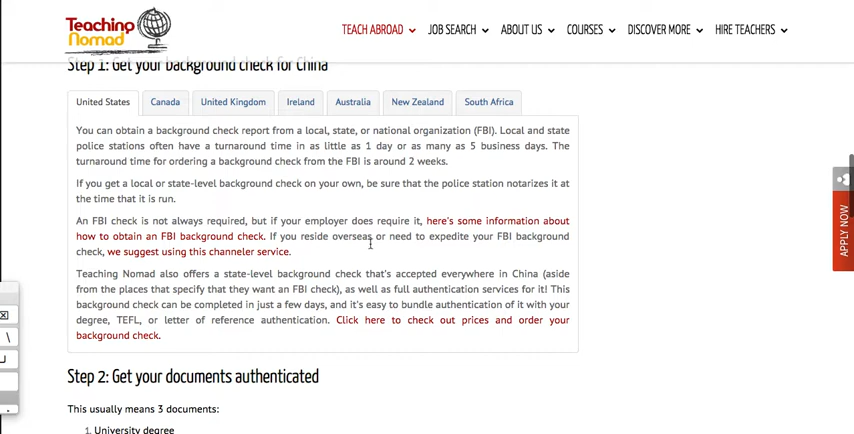 Teaching
Nomad
TEACH ABROAD
JOB SEARCH
ABOUT US
COURSES
DISCOVER MORE
HIRE TEACHERS
Step 1: Get your background check for China
United States
Canada
United Kingdom
Ireland
Australia
New Zealand
South Africa
You can obtain a background check report from a local, state, or national organization (FBI). Local and state
police stations often have a turnaround time in as little as 1 day or as many as 5 business days. The
turnaround time for ordering a background check from the FBI is around 2 weeks.
If you get a local or state-level background check on your own, be sure that the police station notarizes it at
the time that it is run.
An FBI check is not always required, but if your employer does require it, here's some information about
how to obtain an FBI background check. If you reside overseas or need to expedite your FBI background
check, we suggest using this channeler service.
Teaching Nomad also offers a state-level background check that's accepted everywhere in China (aside
from the places that specify that they want an FBI check), as well as full authentication services for it! This
background check can be completed in just a few days, and it's easy to bundle authentication of it with your
degree, TEFL, or letter of reference authentication. Click here to check out prices and order your
background check.
APPLY NOW
Step 2: Get your documents authenticated
This usually means 3 documents:
1. University degree